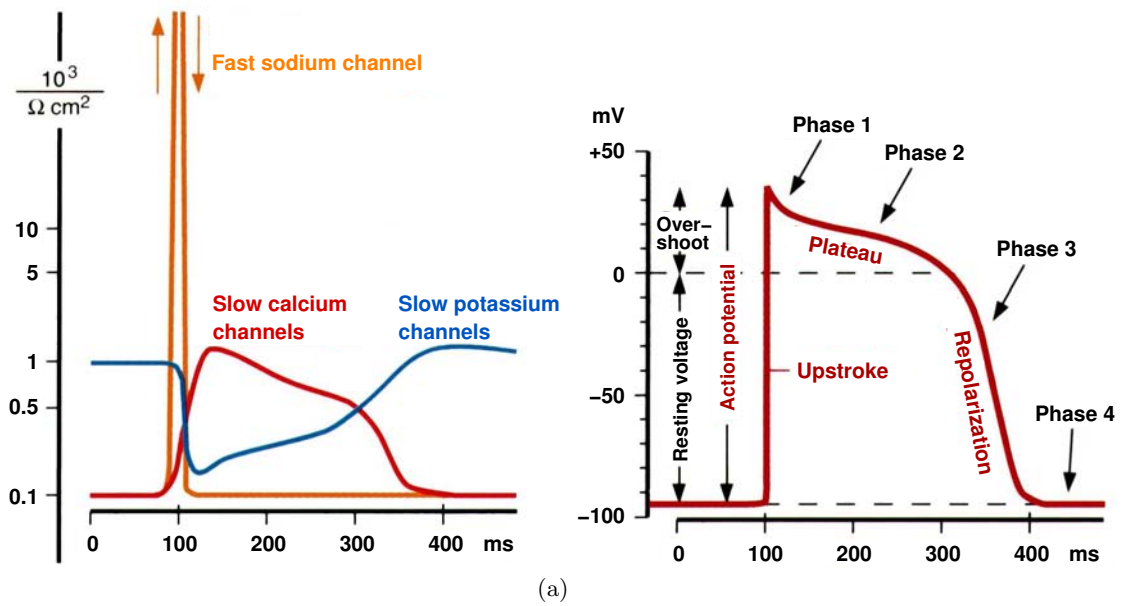 10³
Ω cm²
Fast sodium channel
10
5
1
0.5
0.1
Slow calcium
channels
Slow potassium
channels
0
100
200
300
400
ms
mV
+50
0
−50
−100
Phase 1
Phase 2
Phase 3
Phase 4
Over−
shoot
Resting voltage
Action potential
Plateau
Upstroke
Repolarization
0
100
200
300
400
ms
(a)